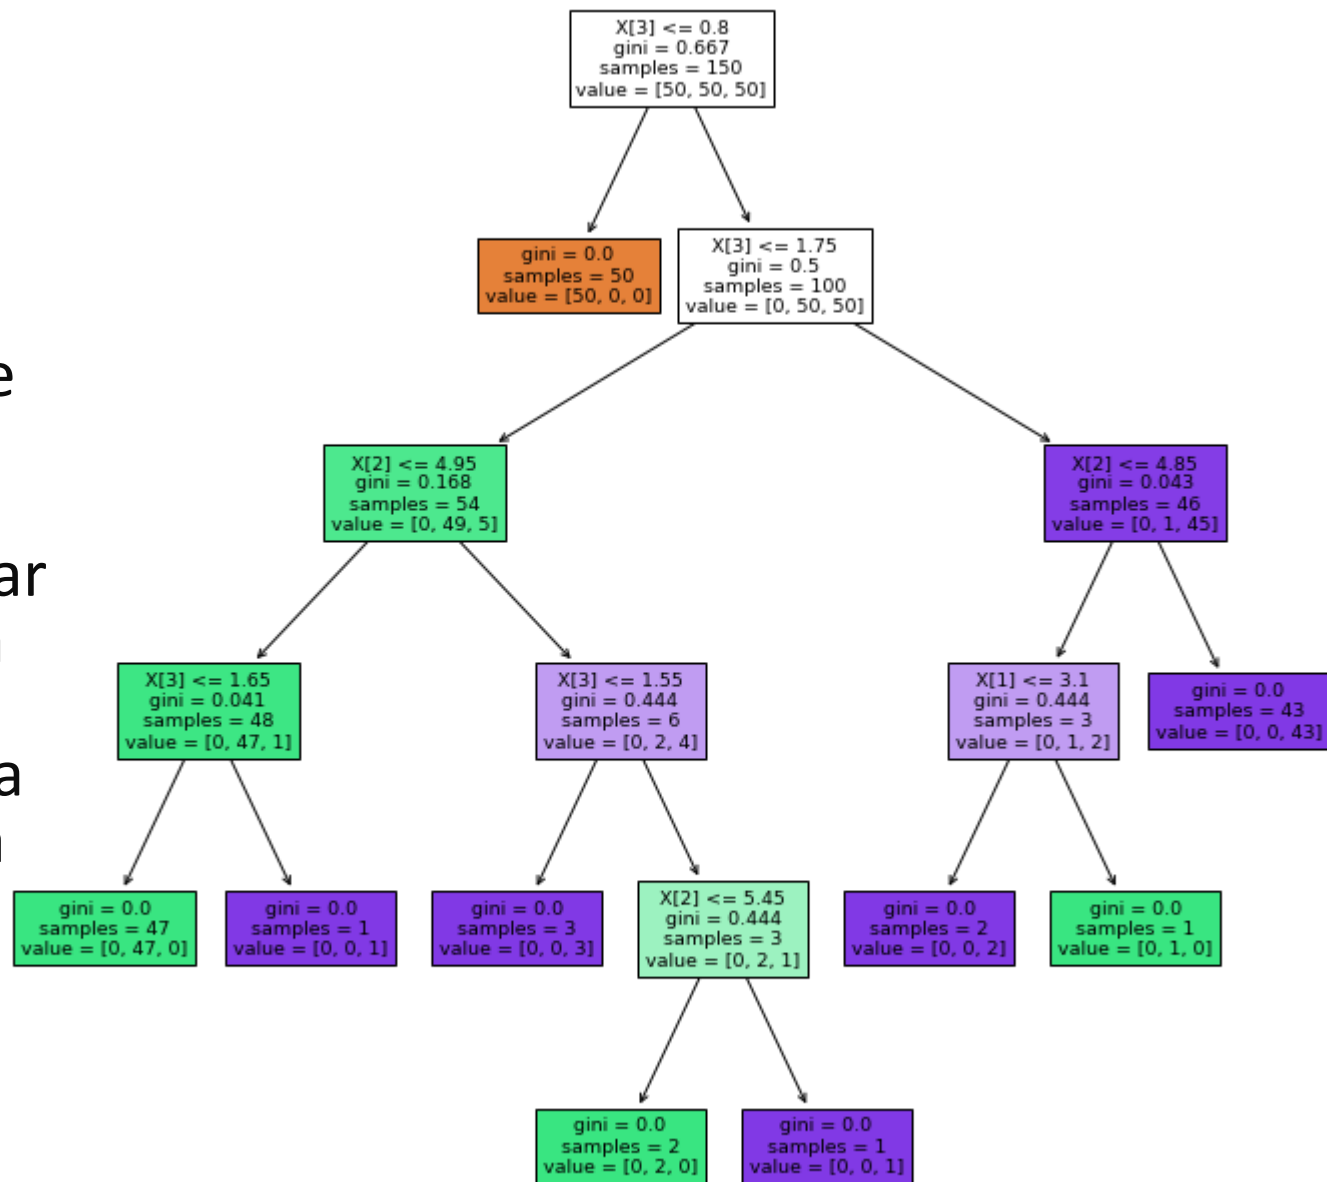 X[3] <= 0.8
gini = 0.667
samples = 150
value = [50, 50, 50]
gini = 0.0
samples = 50
value = [50, 0, 0]
X[3] <= 1.75
gini = 0.5
samples = 100
value = [0, 50, 50]
e
X[2] <= 4.95
gini = 0.168
samples = 54
value = [0, 49, 5]
X[2] <= 4.85
gini = 0.043
samples = 46
value = [0, 1, 45]
ar
X[3] <= 1.65
gini = 0.041
samples = 48
value = [0, 47, 1]
X[3] <= 1.55
gini = 0.444
samples = 6
value = [0, 2, 4]
X[1] <= 3.1
gini = 0.444
samples = 3
value = [0, 1, 2]
gini = 0.0
samples = 43
value = [0, 0, 43]
a
gini = 0.0
samples = 47
value = [0, 47, 0]
gini = 0.0
samples = 1
value = [0, 0, 1]
gini = 0.0
samples = 3
value = [0, 0, 3]
X[2] <= 5.45
gini = 0.444
samples = 3
value = [0, 2, 1]
gini = 0.0
samples = 2
value = [0, 0, 2]
gini = 0.0
samples = 1
value = [0, 1, 0]
gini = 0.0
samples = 2
value = [0, 2, 0]
gini = 0.0
samples = 1
value = [0, 0, 1]